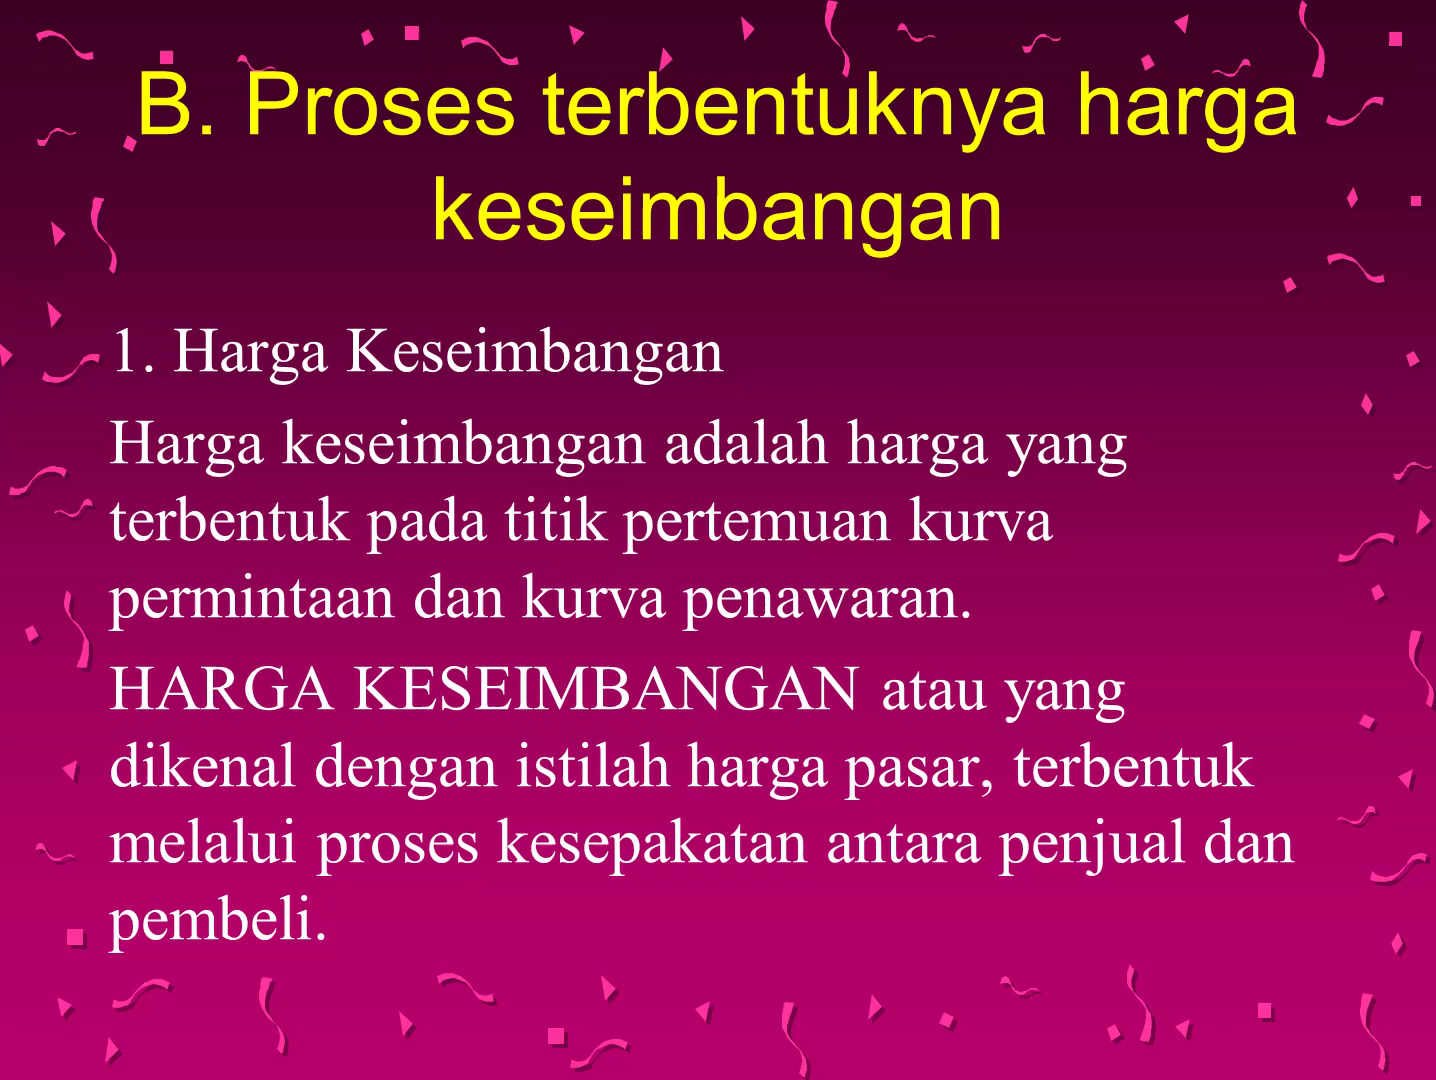 B. Proses terbentuknya harga
keseimbangan
1. Harga Keseimbangan
Harga keseimbangan adalah harga yang
terbentuk pada titik pertemuan kurva
permintaan dan kurva penawaran.
HARGA KESEIMBANGAN atau yang
dikenal dengan istilah harga pasar, terbentuk
melalui proses kesepakatan antara penjual dan
pembeli.